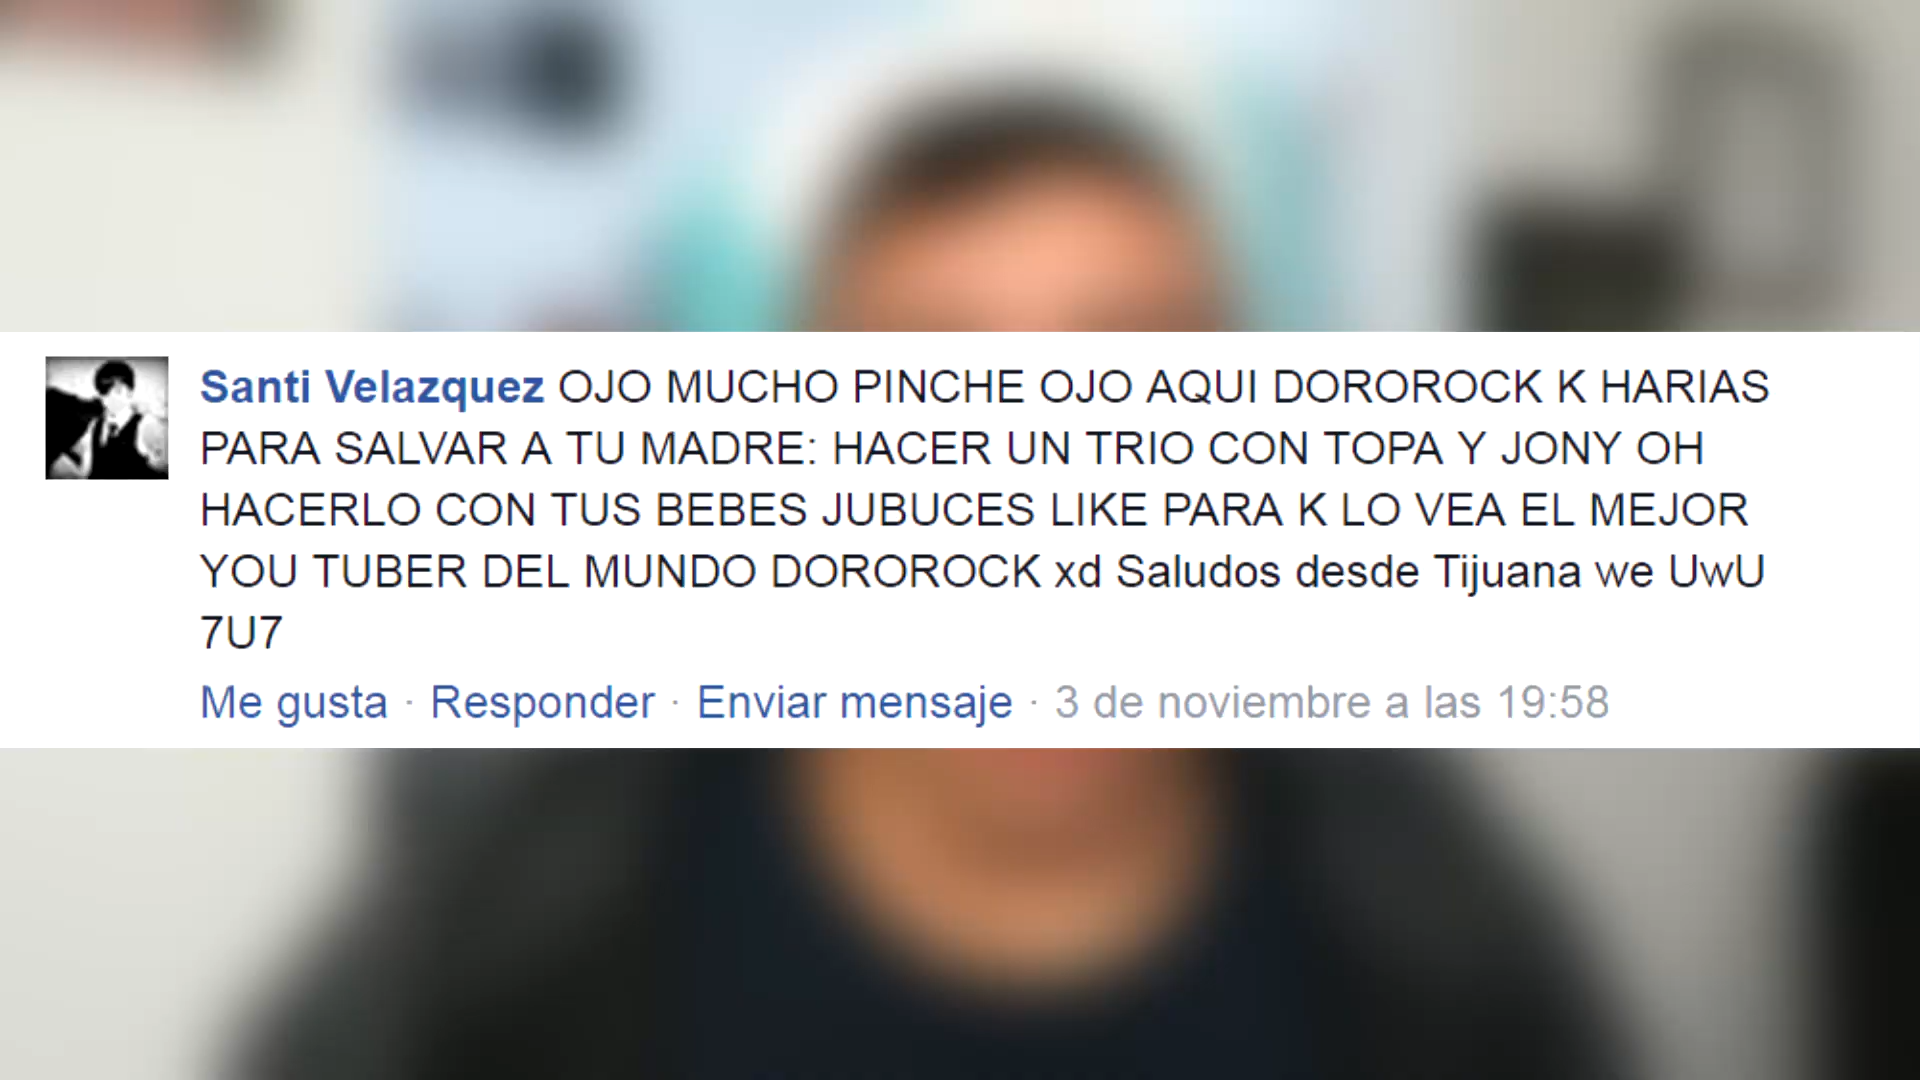 Santi Velazquez OJO MUCHO PINCHE OJO AQUI DOROROCK K HARIAS
PARA SALVAR A TU MADRE: HACER UN TRIO CON TOPA Y JONY OH
HACERLO CON TUS BEBES JUBUCES LIKE PARA K LO VEA EL MEJOR
YOU TUBER DEL MUNDO DOROROCK xd Saludos desde Tijuana we UwU
7U7
Me gusta · Responder · Enviar mensaje · 3 de noviembre a las 19:58